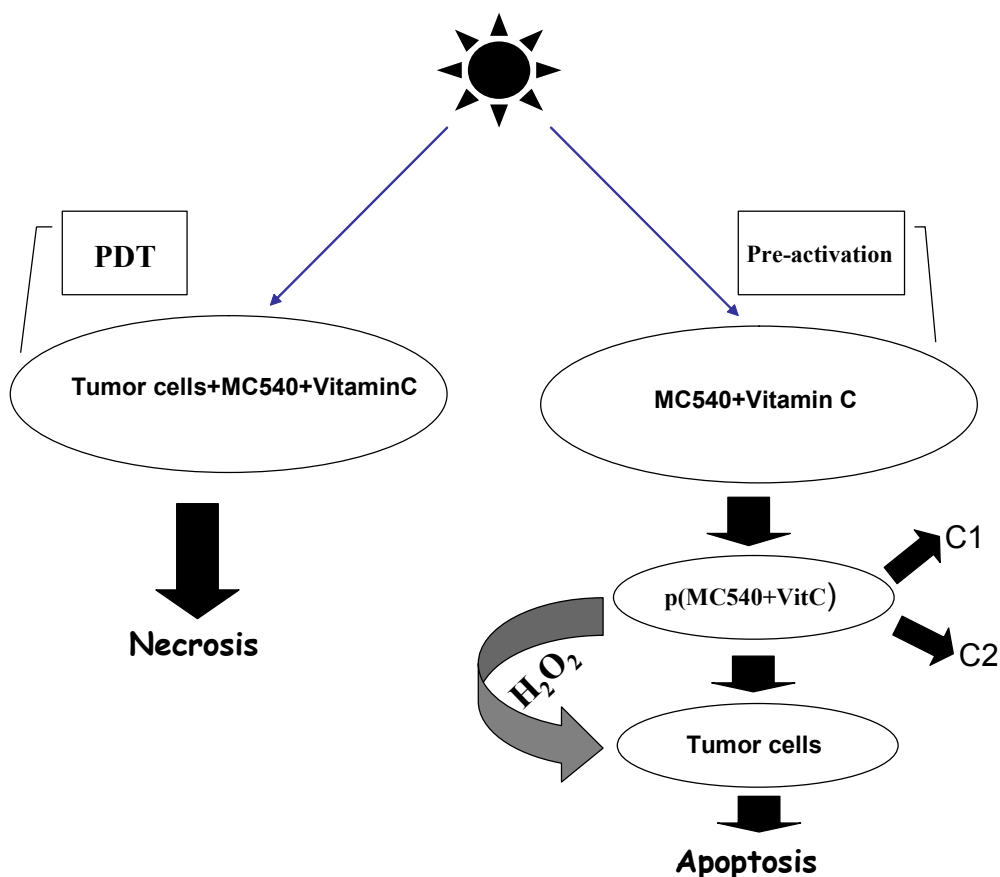 PDT
Pre-activation
Tumor cells+MC540+VitaminC
MC540+Vitamin C
C1
p(MC540+VitC)
Necrosis
C2
H₂O₂
Tumor cells
Apoptosis